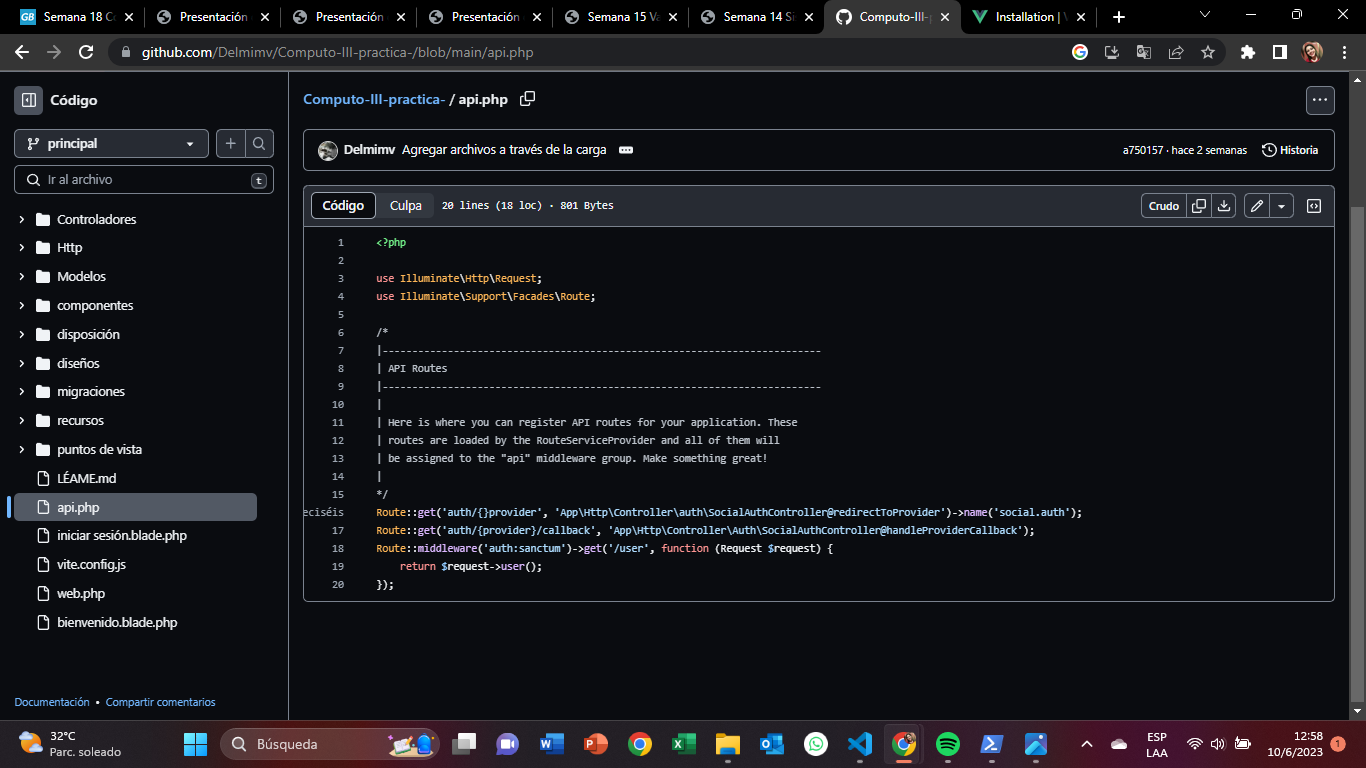 Semana 18 C
Presentación
Presentación
Presentación
Semana 15 Va
Semana 14 Si
Computo-III-p
Installation | V
github.com/Delmimv/Computo-III-practica-/blob/main/api.php
Código
principal
Ir al archivo
t
Controladores
Http
Modelos
componentes
disposición
diseños
migraciones
recursos
puntos de vista
LÉAME.md
api.php
iniciar sesión.blade.php
vite.config.js
web.php
bienvenido.blade.php
Documentación • Compartir comentarios
Computo-III-practica- / api.php
Delmimv Agregar archivos a través de la carga
a750157 · hace 2 semanas Historia
Código Culpa 20 lines (18 loc) · 801 Bytes Crudo
1 <?php
2
3 use Illuminate\Http\Request;
4 use Illuminate\Support\Facades\Route;
5
6 /*
7 |--------------------------------------------------------------------------
8 | API Routes
9 |--------------------------------------------------------------------------
10 |
11 | Here is where you can register API routes for your application. These
12 | routes are loaded by the RouteServiceProvider and all of them will
13 | be assigned to the "api" middleware group. Make something great!
14 |
15 */
eciséis Route::get('auth/{}provider', 'App\Http\Controller\auth\SocialAuthController@redirectToProvider')->name('social.auth');
17 Route::get('auth/{provider}/callback', 'App\Http\Controller\Auth\SocialAuthController@handleProviderCallback');
18 Route::middleware('auth:sanctum')->get('/user', function (Request $request) {
19 return $request->user();
20 });
32°C
Parc. soleado
Búsqueda
ESP
LAA
12:58
10/6/2023
1